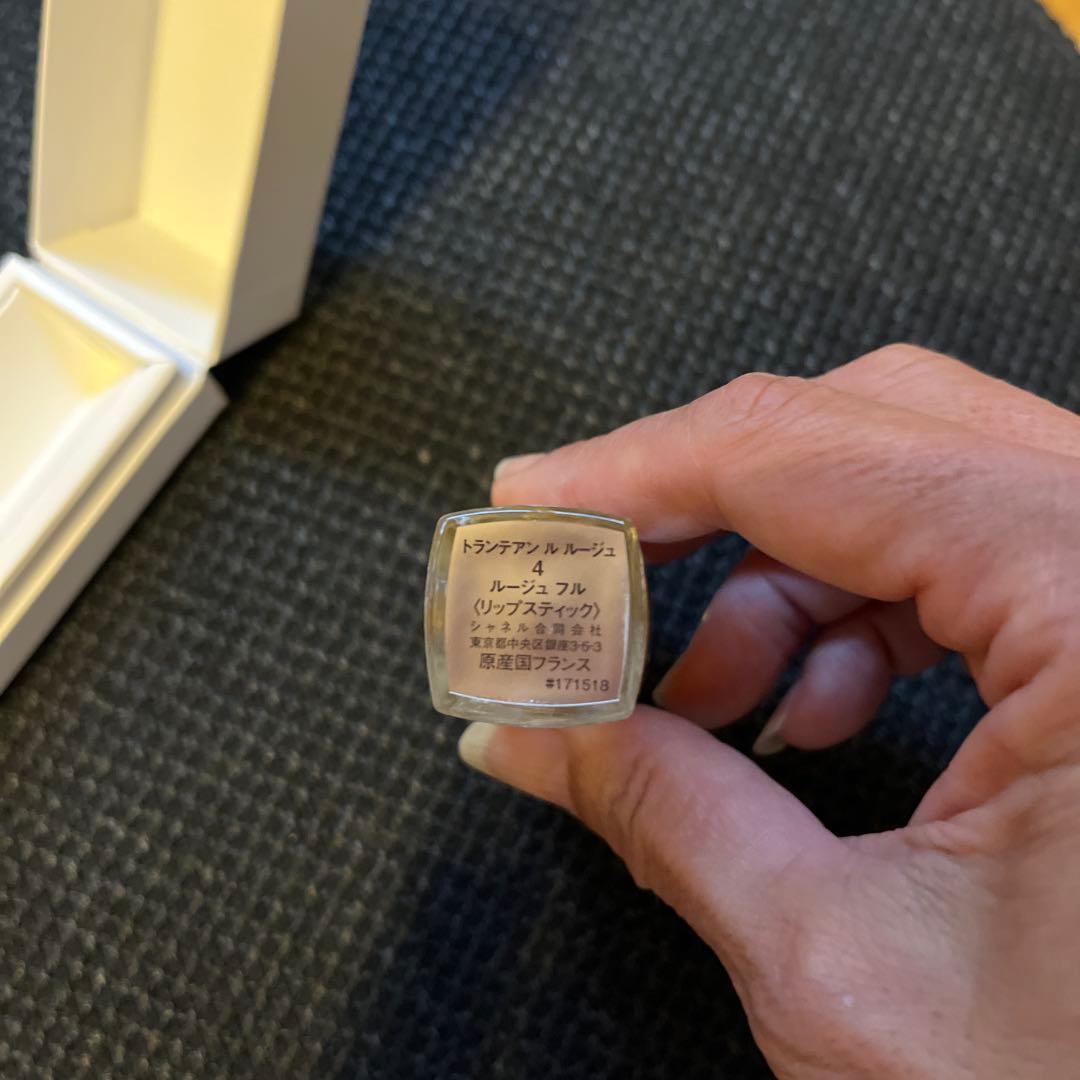 トランテアン ル ルージュ
4
ルージュ フル
〈リップスティック〉
シャネル合同会社
東京都中央区銀座3-5-3
原産国フランス
#171518